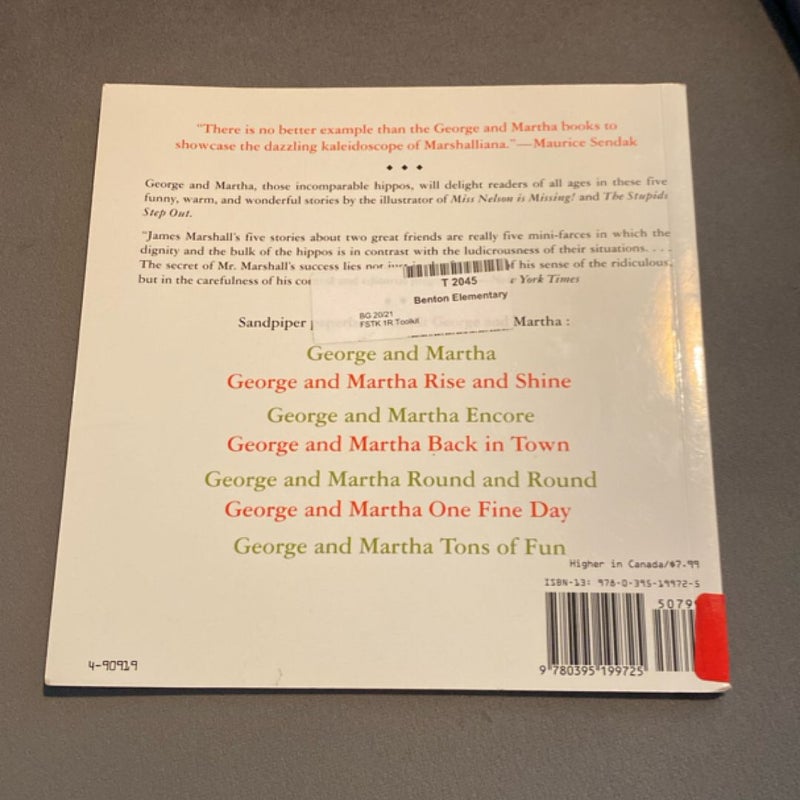 "There is no better example than the George and Martha books to
showcase the dazzling kaleidoscope of Marshalliana."—Maurice Sendak
George and Martha, those incomparable hippos, will delight readers of all ages in these five
funny, warm, and wonderful stories by the illustrator of Miss Nelson is Missing! and The Stupids
Step Out.
"James Marshall's five stories about two great friends are really five mini-farces in which the
dignity and the bulk of the hippos is in contrast with the ludicrousness of their situations. . . .
The secret of Mr. Marshall's success lies not of his sense of the ridiculous,
but in the carefulness of his York Times
T 2045
Benton Elementary
BG 20/21
FSTK 1R Toolkit
Sandpiper Martha :
George and Martha
George and Martha Rise and Shine
George and Martha Encore
George and Martha Back in Town
George and Martha Round and Round
George and Martha One Fine Day
George and Martha Tons of Fun
Higher in Canada/$7.99
ISBN-13: 978-0-395-19972-5
5079
9 780395 199725
4-90919